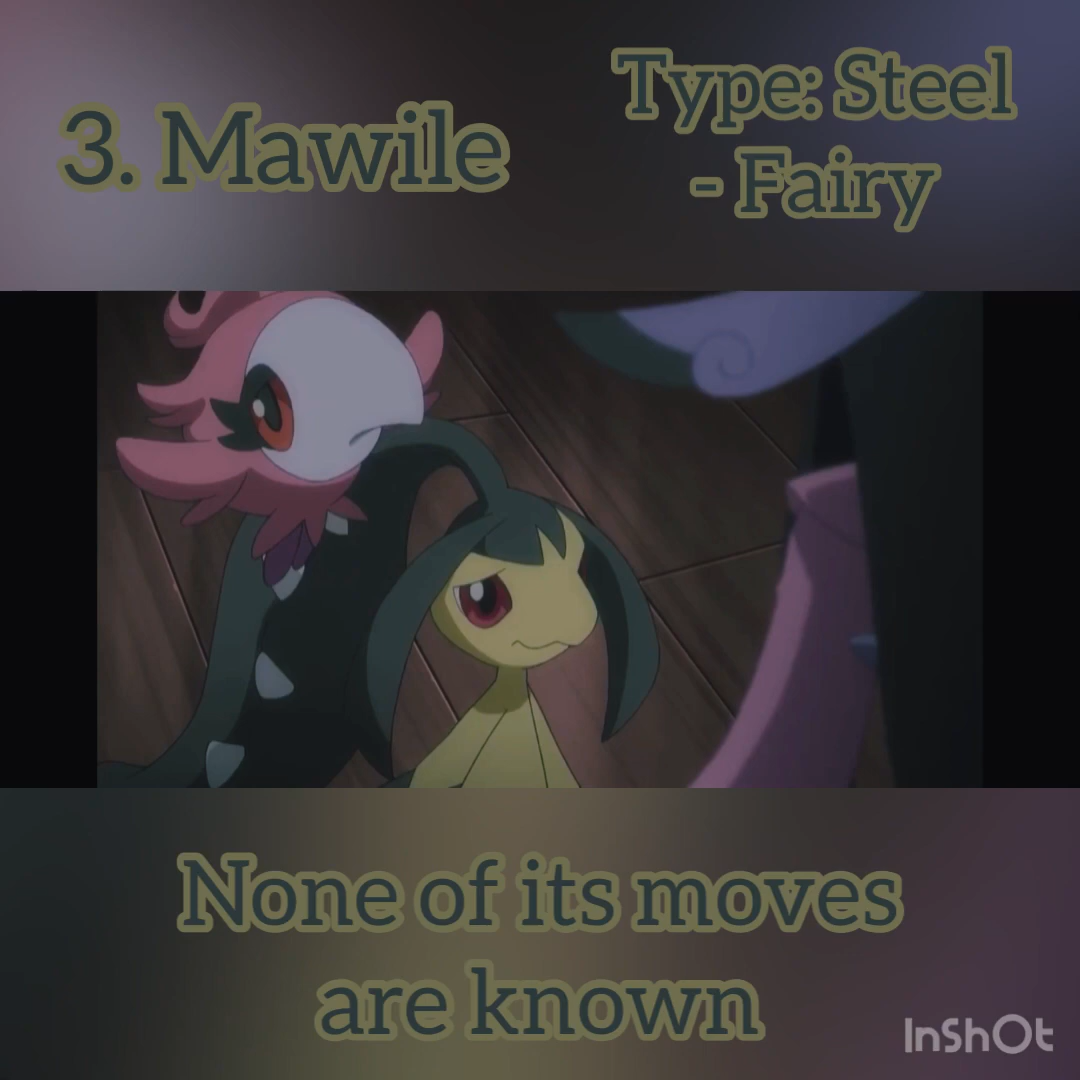 3. Mawile
Type: Steel
- Fairy
None of its moves
are known
InShOt